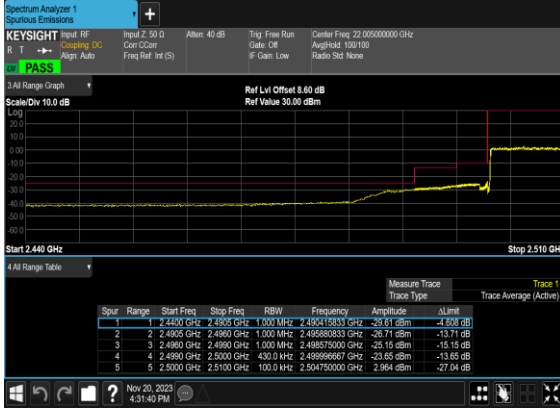 Spectrum Analyzer 1
Spurious Emissions
+
KEYSIGHT Input: RF Input Z: 50 Ω Atten: 40 dB Trig: Free Run Center Freq: 22.005000000 GHz
R T Coupling: DC Corr CCorr Gate: Off Avg|Hold: 100/100
Align: Auto Freq Ref: Int (S) IF Gain: Low Radio Std: None
LXI PASS
3 All Range Graph
Ref Lvl Offset 8.60 dB
Scale/Div 10.0 dB Ref Value 30.00 dBm
Log
20.0
10.0
0.00
-10.0
-20.0
-30.0
-40.0
-50.0
-60.0
Start 2.440 GHz Stop 2.510 GH
4 All Range Table
Measure Trace Trace 1
Trace Type Trace Average (Active)
Spur Range Start Freq Stop Freq RBW Frequency Amplitude ΔLimit
1 1 2.4400 GHz 2.4905 GHz 1.000 MHz 2.490415833 GHz -29.61 dBm -4.608 dB
2 2 2.4905 GHz 2.4960 GHz 1.000 MHz 2.495880833 GHz -26.71 dBm -13.71 dB
3 3 2.4960 GHz 2.4990 GHz 1.000 MHz 2.498575000 GHz -25.15 dBm -15.15 dB
4 4 2.4990 GHz 2.5000 GHz 430.0 kHz 2.499996667 GHz -23.65 dBm -13.65 dB
5 5 2.5000 GHz 2.5100 GHz 100.0 kHz 2.504750000 GHz 2.964 dBm -27.04 dB
? Nov 20, 2023
4:31:40 PM